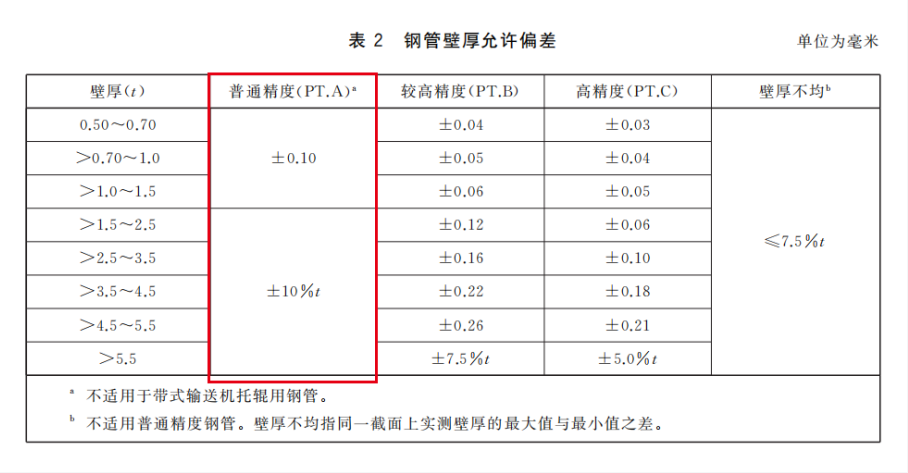 表 2 钢管壁厚允许偏差
单位为毫米
壁厚(t) 普通精度(PT.A)ᵃ 较高精度(PT.B) 高精度(PT.C) 壁厚不均ᵇ
0.50～0.70 ±0.10 ±0.04 ±0.03 ≤7.5%t
>0.70～1.0 ±0.05 ±0.04
>1.0～1.5 ±0.06 ±0.05
>1.5～2.5 ±10%t ±0.12 ±0.06
>2.5～3.5 ±0.16 ±0.10
>3.5～4.5 ±0.22 ±0.18
>4.5～5.5 ±0.26 ±0.21
>5.5 ±7.5%t ±5.0%t
ᵃ 不适用于带式输送机托辊用钢管。
ᵇ 不适用普通精度钢管。壁厚不均指同一截面上实测壁厚的最大值与最小值之差。